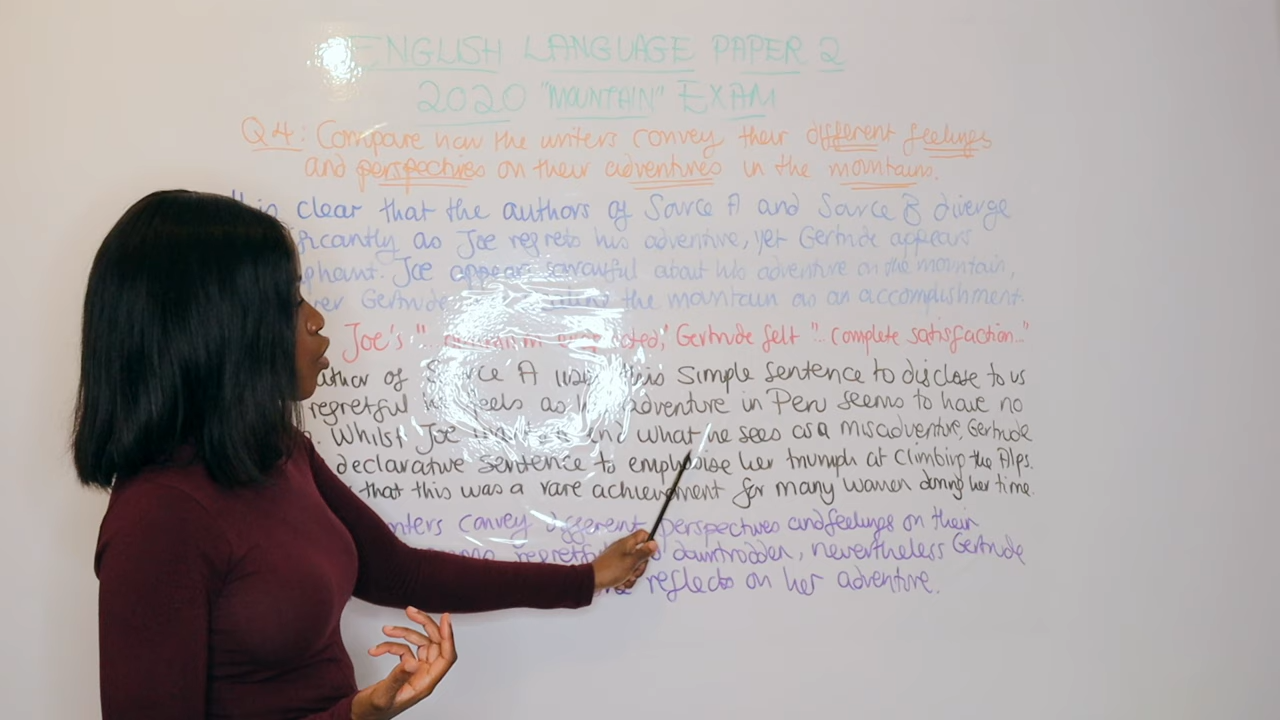 ENGLISH LANGUAGE PAPER 2
2020 "MOUNTAIN" EXAM
Q4: Compare how the writers convey their different feelings
and perspectives on their adventures in the mountains.
clear that the authors of Source A and Source B diverge
as Joe regrets his adventure, yet Gertrude appears
Joe appears sorrowful about his adventure on the mountain,
Gertrude the mountain as an accomplishment.
Joe's ".. Gertrude felt "... complete satisfaction..."
of Source A uses this simple sentence to disclose to us
regretful he feels as adventure in Peru seems to have no
Whilst Joe and what he sees as a misadventure, Gertrude
declarative sentence to emphasise her triumph at climbing the Alps.
that this was a rare achievement for many women during her time.
convey different perspectives and feelings on their
regretful downtrodden, nevertheless Gertrude
reflects on her adventure.